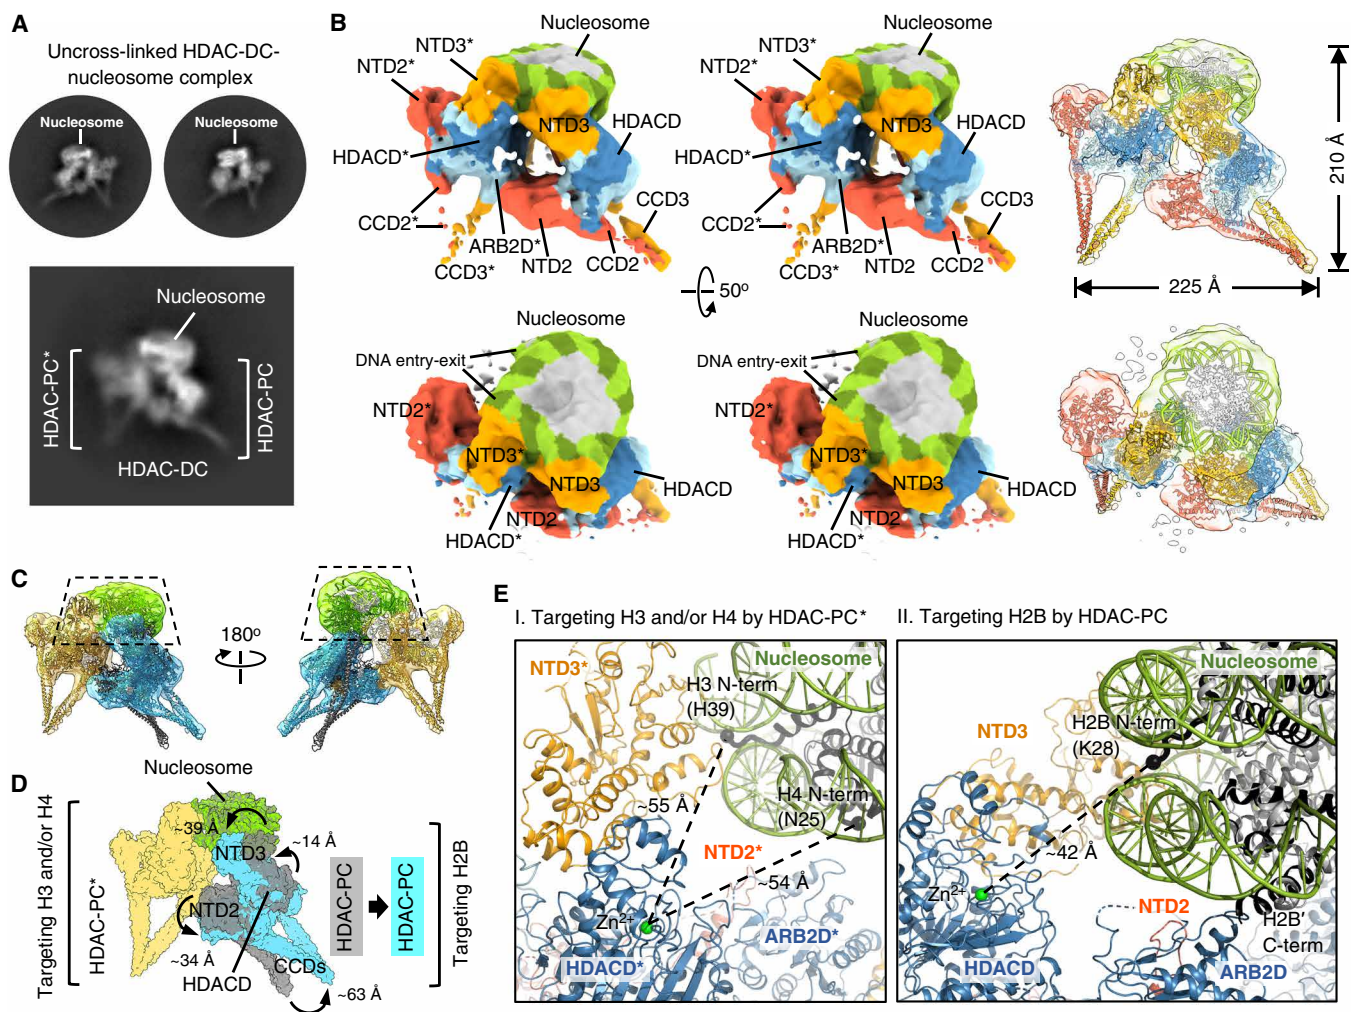 A
Uncross-linked HDAC-DC-
nucleosome complex
Nucleosome
Nucleosome
Nucleosome
HDAC-PC*
HDAC-PC
HDAC-DC
B
Nucleosome
NTD3*
NTD2*
NTD3
HDACD
HDACD*
CCD2*
CCD3
ARB2D*
NTD2
CCD2
CCD3*
Nucleosome
NTD3*
NTD2*
NTD3
HDACD
HDACD*
CCD2*
CCD3
ARB2D*
NTD2
CCD2
CCD3*
210 Å
225 Å
50º
Nucleosome
DNA entry-exit
NTD2*
NTD3*
NTD3
HDACD
NTD2
HDACD*
Nucleosome
DNA entry-exit
NTD2*
NTD3*
NTD3
HDACD
NTD2
HDACD*
C
180º
D
Nucleosome
Targeting H3 and/or H4
HDAC-PC*
~39 Å
NTD3
~14 Å
NTD2
~34 Å
HDACD
CCDs
~63 Å
HDAC-PC
HDAC-PC
Targeting H2B
E
I. Targeting H3 and/or H4 by HDAC-PC*
NTD3*
Nucleosome
H3 N-term
(H39)
H4 N-term
(N25)
~55 Å
NTD2*
~54 Å
Zn2+
HDACD*
ARB2D*
II. Targeting H2B by HDAC-PC
Nucleosome
NTD3
H2B N-term
(K28)
~42 Å
Zn2+
NTD2
H2B′
C-term
HDACD
ARB2D